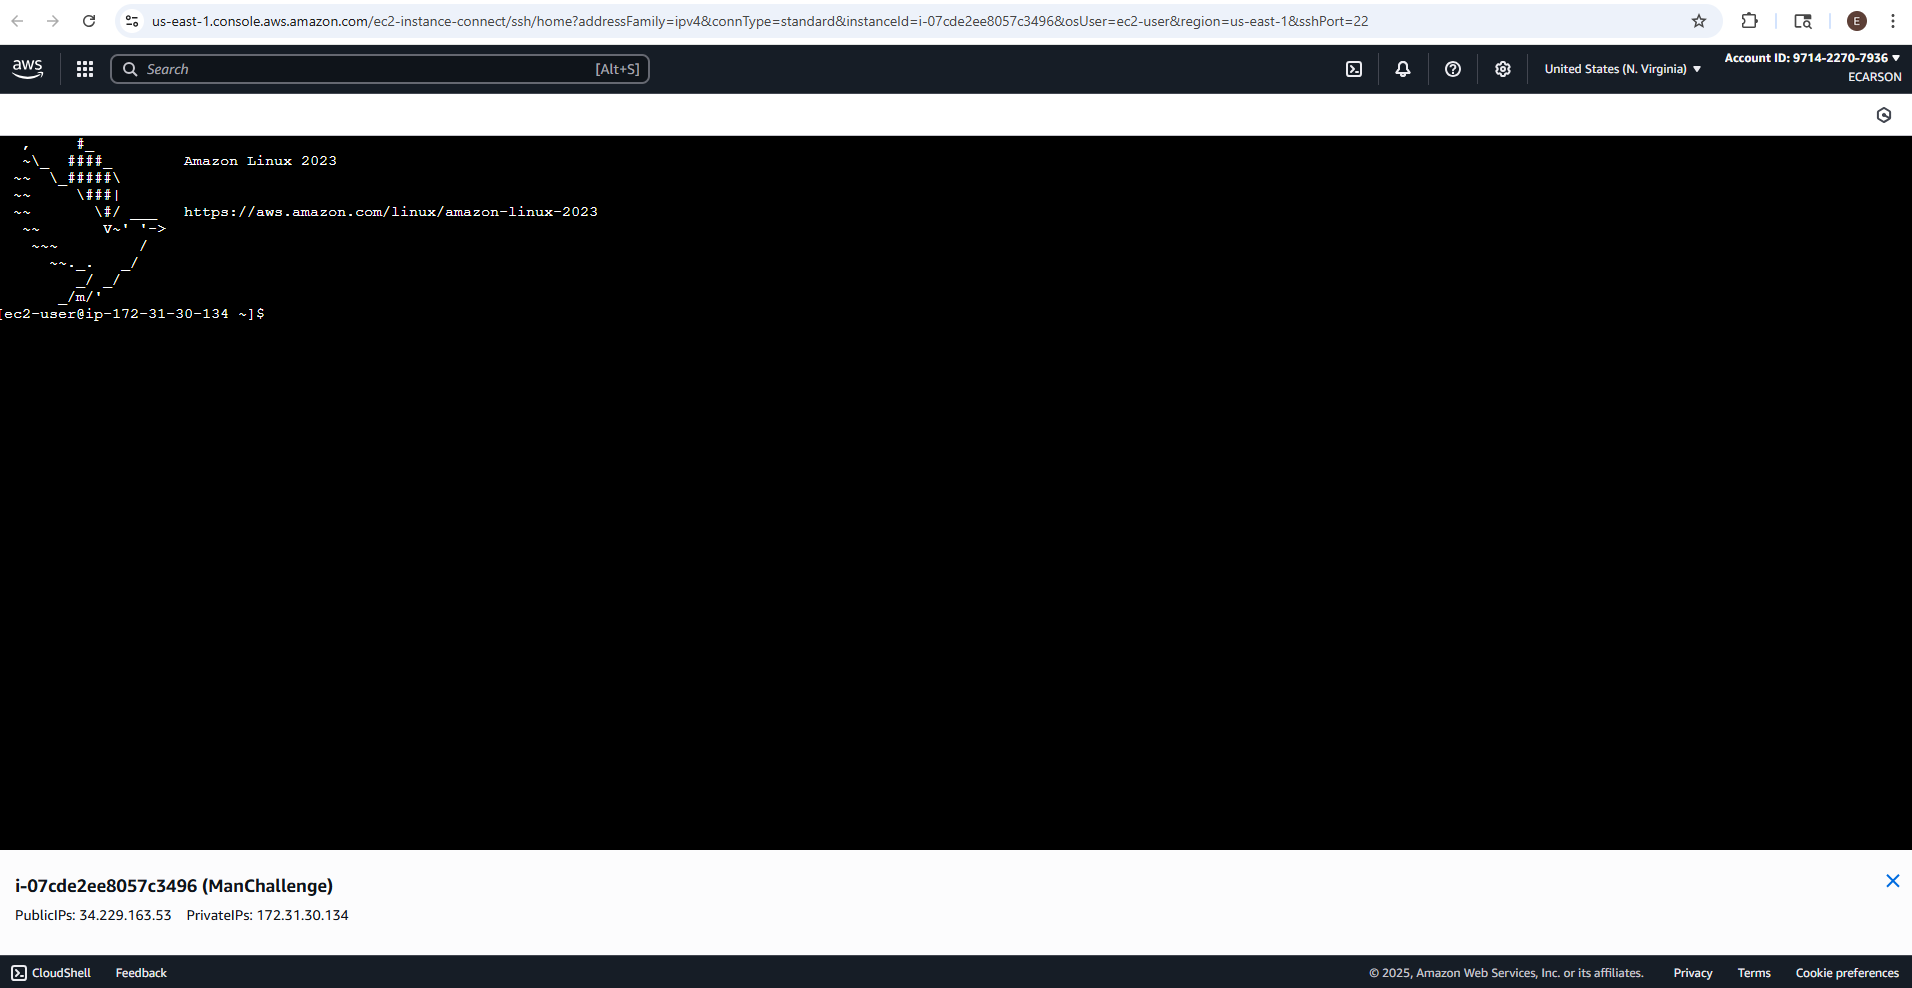 us-east-1.console.aws.amazon.com/ec2-instance-connect/ssh/home?addressFamily=ipv4&connType=standard&instanceId=i-07cde2ee8057c3496&osUser=ec2-user&region=us-east-1&sshPort=22
E
aws
Search [Alt+S]
United States (N. Virginia)
Account ID: 9714-2270-7936
ECARSON
   ,     #_
   ~\_  ####_        Amazon Linux 2023
  ~~  \_#####\
  ~~     \###|
  ~~       \#/ ___   https://aws.amazon.com/linux/amazon-linux-2023
   ~~       V~' '->
    ~~~         /
      ~~._.   _/
         _/ _/
       _/m/'
[ec2-user@ip-172-31-30-134 ~]$
i-07cde2ee8057c3496 (ManChallenge)
PublicIPs: 34.229.163.53 PrivateIPs: 172.31.30.134
CloudShell Feedback © 2025, Amazon Web Services, Inc. or its affiliates. Privacy Terms Cookie preferences